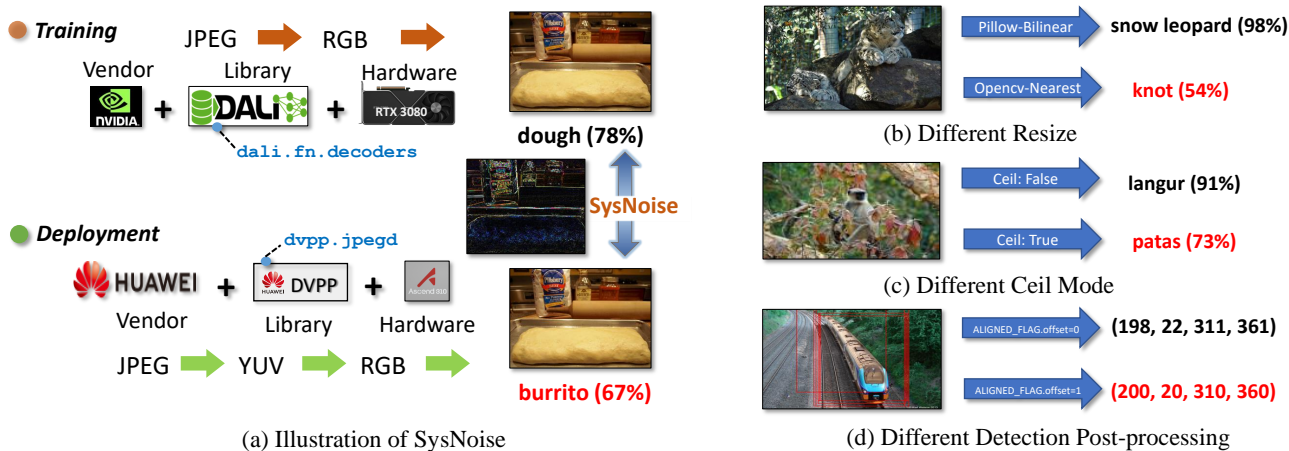 Training
JPEG RGB
Vendor Library Hardware
NVIDIA + DALI + RTX 3080
dali.fn.decoders
dough (78%)
SysNoise
Deployment
dvpp.jpegd
HUAWEI + HUAWEI DVPP + Ascend 310
Vendor Library Hardware
JPEG YUV RGB
burrito (67%)
(a) Illustration of SysNoise
Pillow-Bilinear snow leopard (98%)
Opencv-Nearest knot (54%)
(b) Different Resize
Ceil: False langur (91%)
Ceil: True patas (73%)
(c) Different Ceil Mode
ALIGNED_FLAG.offset=0 (198, 22, 311, 361)
ALIGNED_FLAG.offset=1 (200, 20, 310, 360)
(d) Different Detection Post-processing